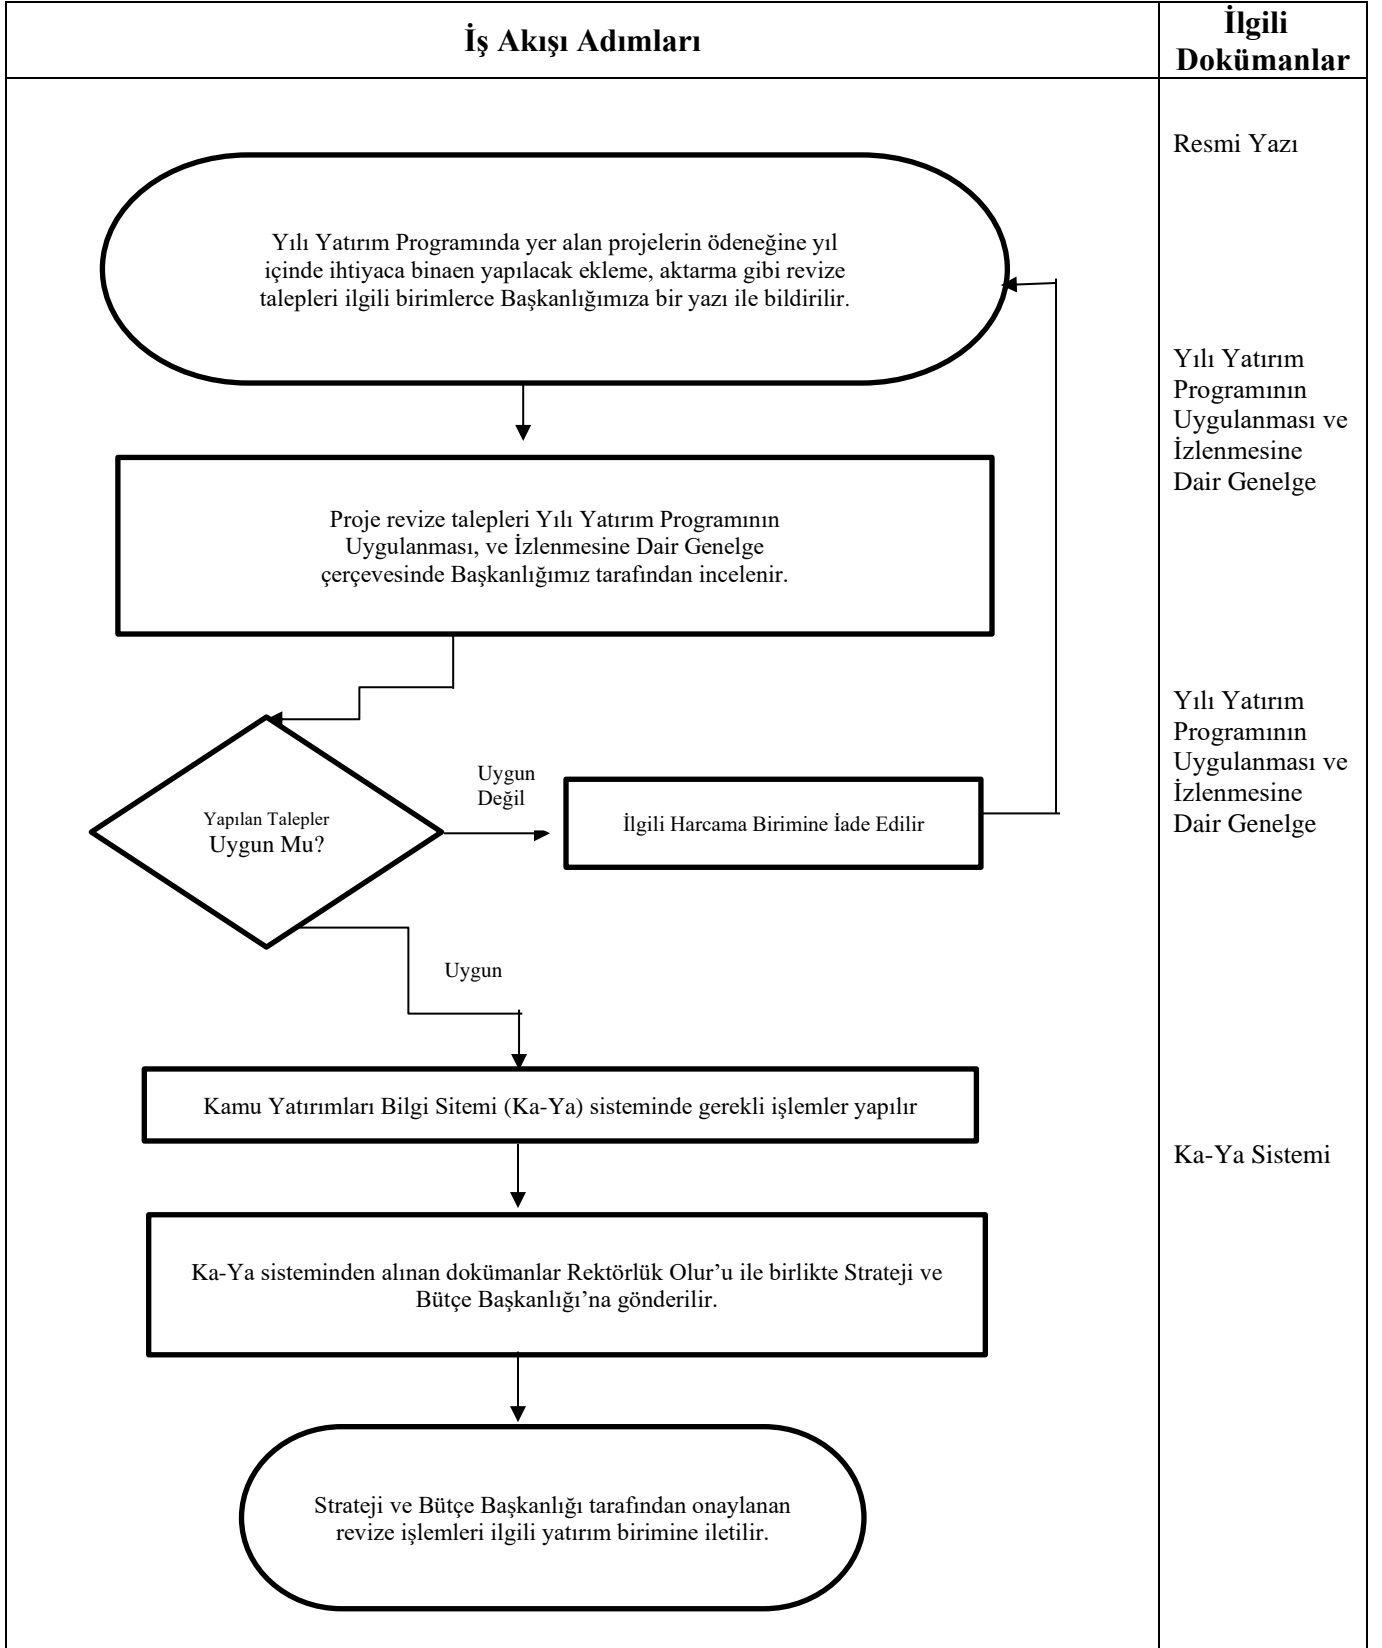 İş Akışı Adımları
İlgili
Dokümanlar
Resmi Yazı
Yılı Yatırım Programında yer alan projelerin ödeneğine yıl
içinde ihtiyaca binaen yapılacak ekleme, aktarma gibi revize
talepleri ilgili birimlerce Başkanlığımıza bir yazı ile bildirilir.
Yılı Yatırım
Programının
Uygulanması ve
İzlenmesine
Dair Genelge
Proje revize talepleri Yılı Yatırım Programının
Uygulanması, ve İzlenmesine Dair Genelge
çerçevesinde Başkanlığımız tarafından incelenir.
Yılı Yatırım
Programının
Uygulanması ve
İzlenmesine
Dair Genelge
Yapılan Talepler
Uygun Mu?
Uygun
Değil
İlgili Harcama Birimine İade Edilir
Uygun
Kamu Yatırımları Bilgi Sitemi (Ka-Ya) sisteminde gerekli işlemler yapılır
Ka-Ya Sistemi
Ka-Ya sisteminden alınan dokümanlar Rektörlük Olur’u ile birlikte Strateji ve
Bütçe Başkanlığı’na gönderilir.
Strateji ve Bütçe Başkanlığı tarafından onaylanan
revize işlemleri ilgili yatırım birimine iletilir.